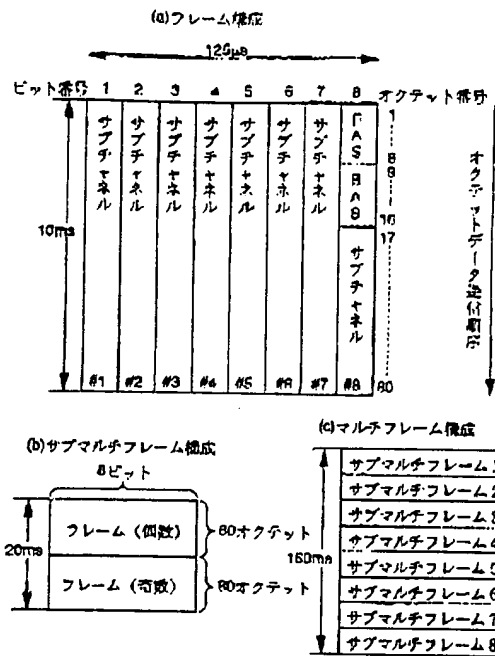 (a)フレーム構成
125μs
ビット番号 1 2 3 4 5 6 7 8 オクテット番号
サブチャネル
サブチャネル
サブチャネル
サブチャネル
サブチャネル
サブチャネル
サブチャネル
FAS
BAS
サブチャネル
1
8
9
16
17
80
オクテットデータ送付順序
10ms
#1 #2 #3 #4 #5 #6 #7 #8
(b)サブマルチフレーム構成
8ビット
20ms
フレーム(偶数)
80オクテット
フレーム(奇数)
80オクテット
(c)マルチフレーム構成
160ms
サブマルチフレーム1
サブマルチフレーム2
サブマルチフレーム3
サブマルチフレーム4
サブマルチフレーム5
サブマルチフレーム6
サブマルチフレーム7
サブマルチフレーム8